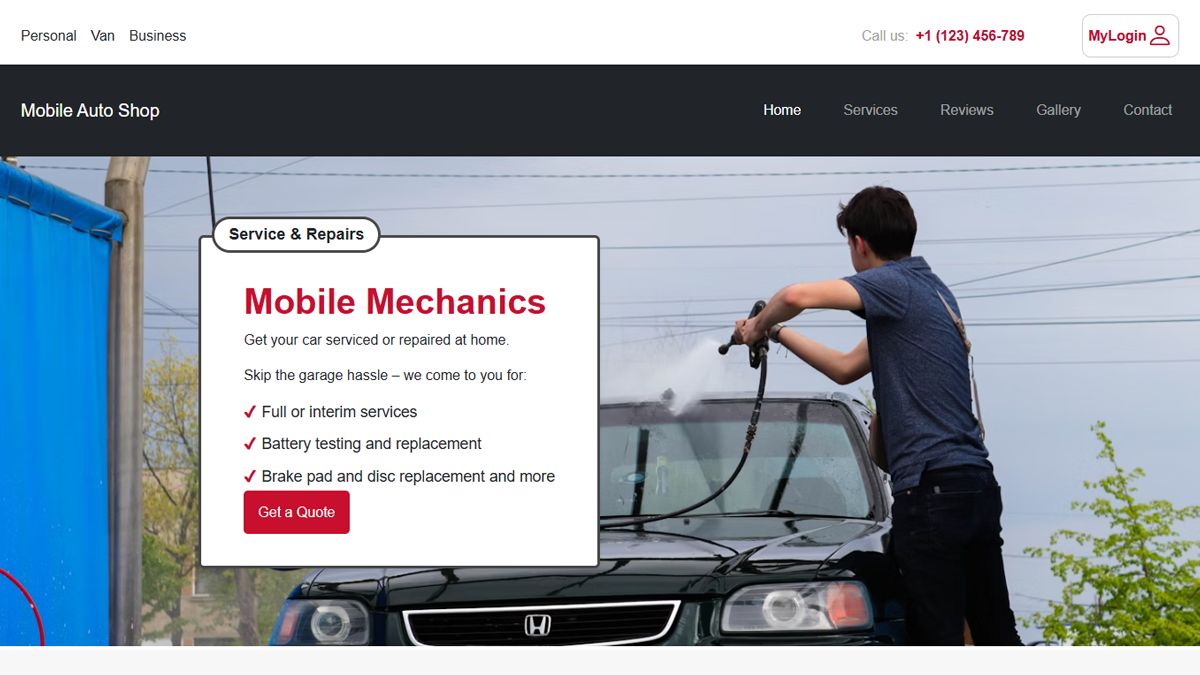 Personal Van Business
Call us: +1 (123) 456-789
MyLogin
Mobile Auto Shop
Home Services Reviews Gallery Contact
Service & Repairs
Mobile Mechanics
Get your car serviced or repaired at home.
Skip the garage hassle – we come to you for:
Full or interim services
Battery testing and replacement
Brake pad and disc replacement and more
Get a Quote